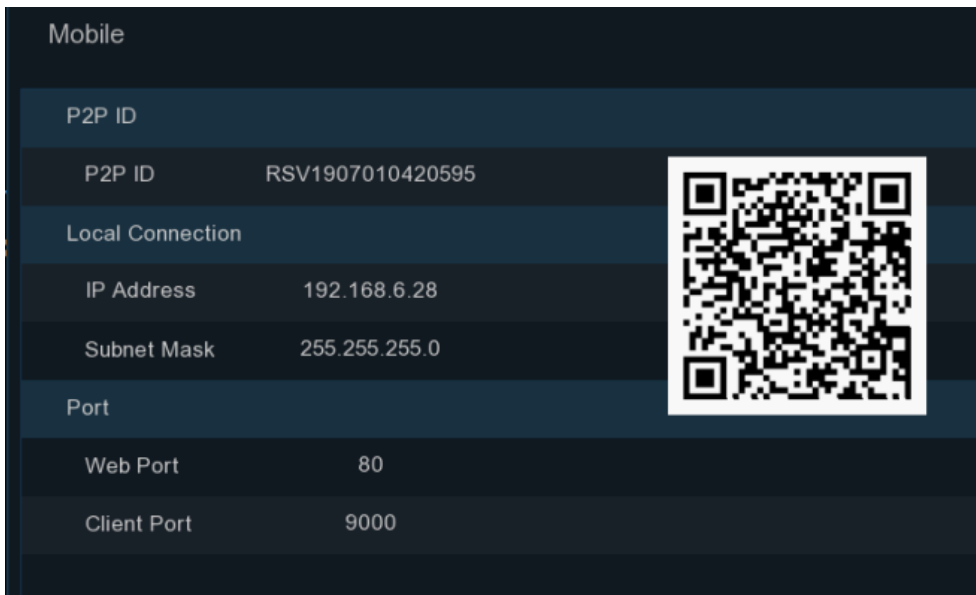 Mobile
P2P ID
P2P ID RSV1907010420595
Local Connection
IP Address 192.168.6.28
Subnet Mask 255.255.255.0
Port
Web Port 80
Client Port 9000